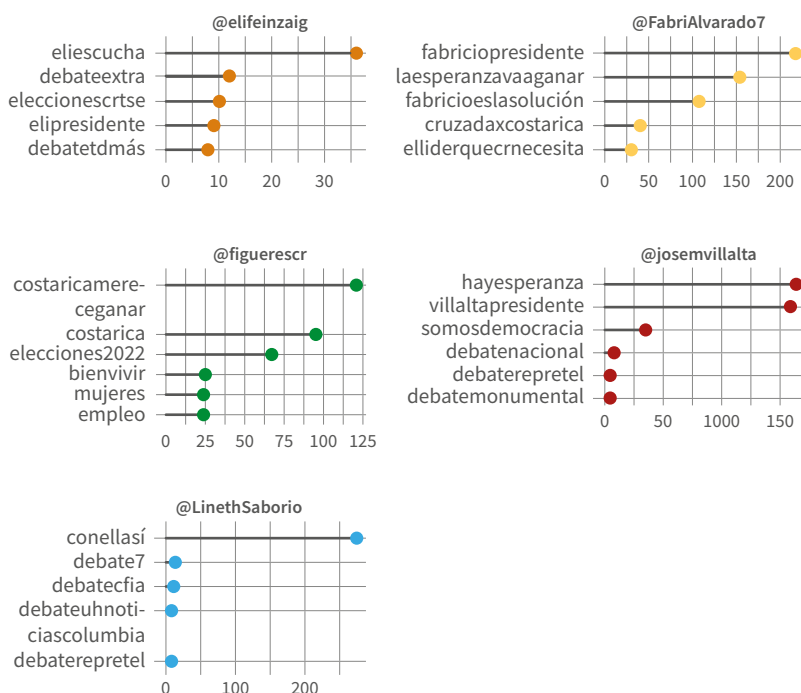 @elifeinzaig
eliescucha
debateextra
eleccionescrtse
elipresidente
debatetdmás
0 10 20 30
@FabriAlvarado7
fabriciopresidente
laesperanzavaaganar
fabricioeslasolución
cruzadaxcostarica
elliderquecrnecesita
0 50 100 150 200
@figuerescr
costaricamere-
ceganar
costarica
elecciones2022
bienvivir
mujeres
empleo
0 25 50 75 100 125
@josemvillalta
hayesperanza
villaltapresidente
somosdemocracia
debatenacional
debaterepretel
debatemonumental
0 50 1000 150
@LinethSaborio
conellasí
debate7
debatecfia
debateuhnoti-
ciascolumbia
debaterepretel
0 100 200